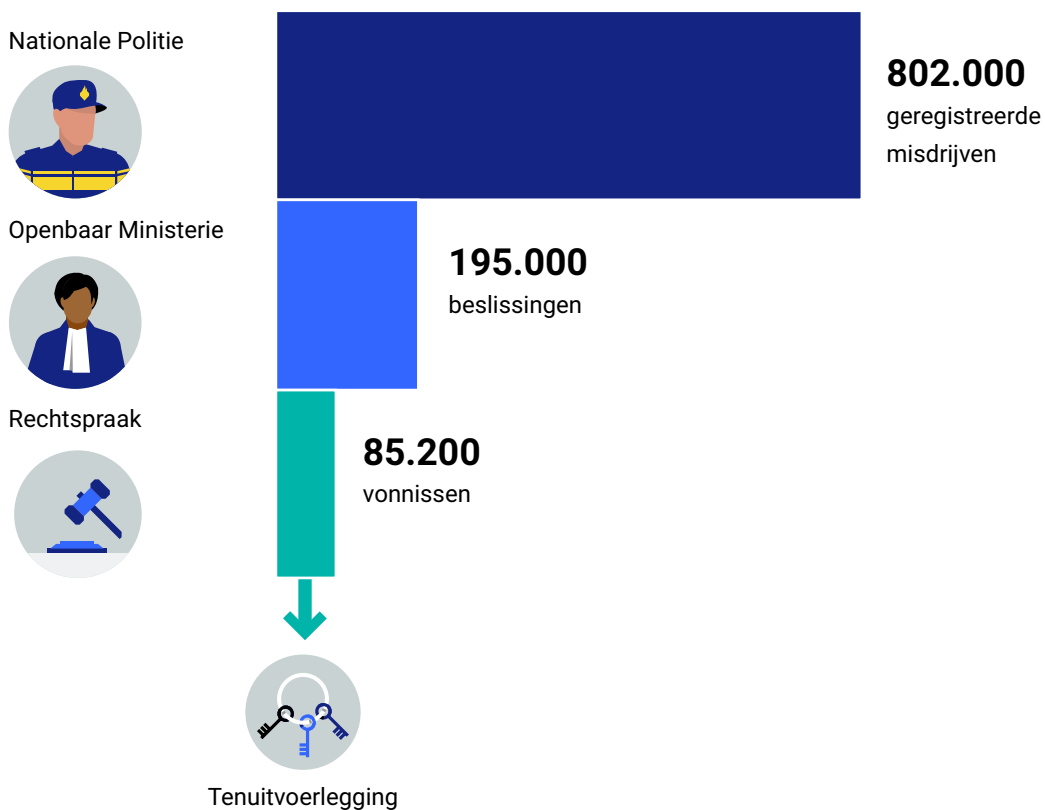 Nationale Politie
802.000
geregistreerde
misdrijven
Openbaar Ministerie
195.000
beslissingen
Rechtspraak
85.200
vonnissen
Tenuitvoerlegging